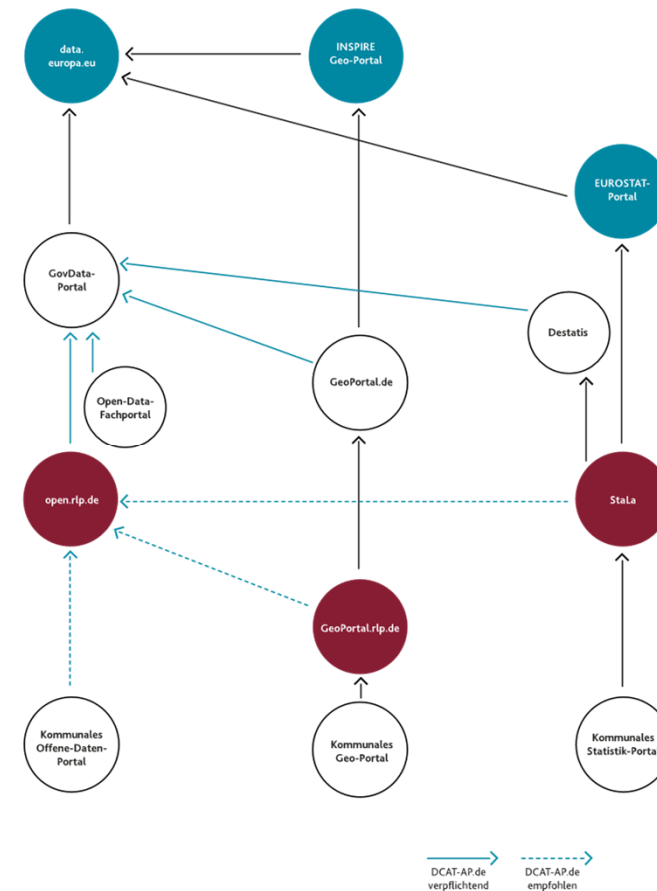 data.
europa.eu
INSPIRE
Geo-Portal
EUROSTAT-
Portal
GovData-
Portal
Destatis
GeoPortal.de
Open-Data-
Fachportal
open.rlp.de
StaLa
GeoPortal.rlp.de
Kommunales
Offene-Daten-
Portal
Kommunales
Geo-Portal
Kommunales
Statistik-Portal
DCAT-AP.de
verpflichtend
DCAT-AP.de
empfohlen